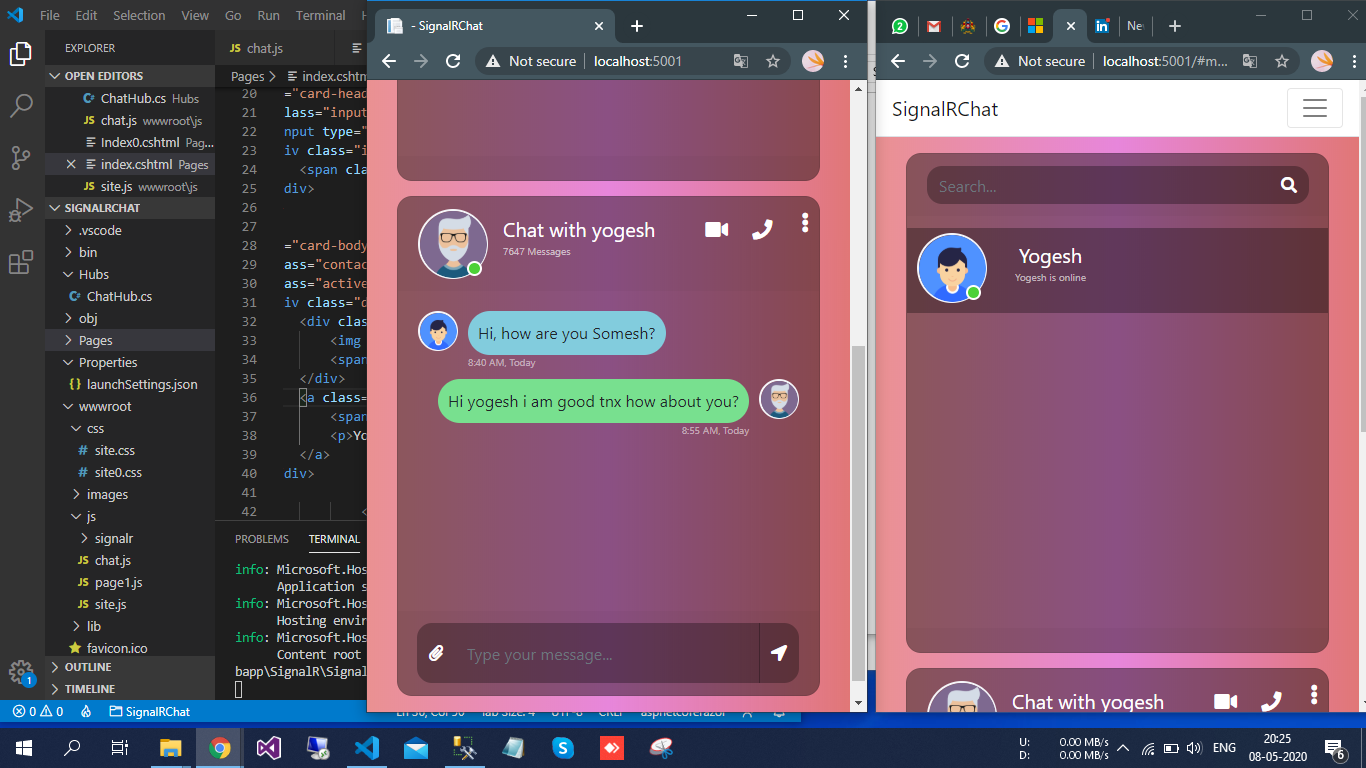 File Edit Selection View Go Run Terminal
EXPLORER
OPEN EDITORS
ChatHub.cs Hubs
chat.js wwwroot\js
Index0.cshtml Pag...
index.cshtml Pages
site.js wwwroot\js
SIGNALRCHAT
.vscode
bin
Hubs
ChatHub.cs
obj
Pages
Properties
launchSettings.json
wwwroot
css
site.css
site0.css
images
js
signalr
chat.js
page1.js
site.js
lib
favicon.ico
OUTLINE
TIMELINE
chat.js
Pages > index.cshtm
20 ="card-head
21 lass="input
22 nput type="
23 iv class="i
24 <span cla
25 div>
26
27
28 ="card-body
29 ass="contac
30 ass="active
31 iv class="d
32 <div clas
33 <img
34 <span
35 </div>
36 <a class=
37 <span
38 <p>Yo
39 </a>
40 div>
41
42 <
PROBLEMS TERMINAL
info: Microsoft.Hos
Application s
info: Microsoft.Hos
Hosting envir
info: Microsoft.Hos
Content root
bapp\SignalR\Signal
0 0 SignalRChat
- SignalRChat
Not secure localhost:5001
Chat with yogesh
7647 Messages
Hi, how are you Somesh?
8:40 AM, Today
Hi yogesh i am good tnx how about you?
8:55 AM, Today
Type your message...
2 Nev
Not secure localhost:5001/#m...
SignalRChat
Search...
Yogesh
Yogesh is online
Chat with yogesh
U: 0.00 MB/s
D: 0.00 MB/s
ENG
20:25
08-05-2020
6
1